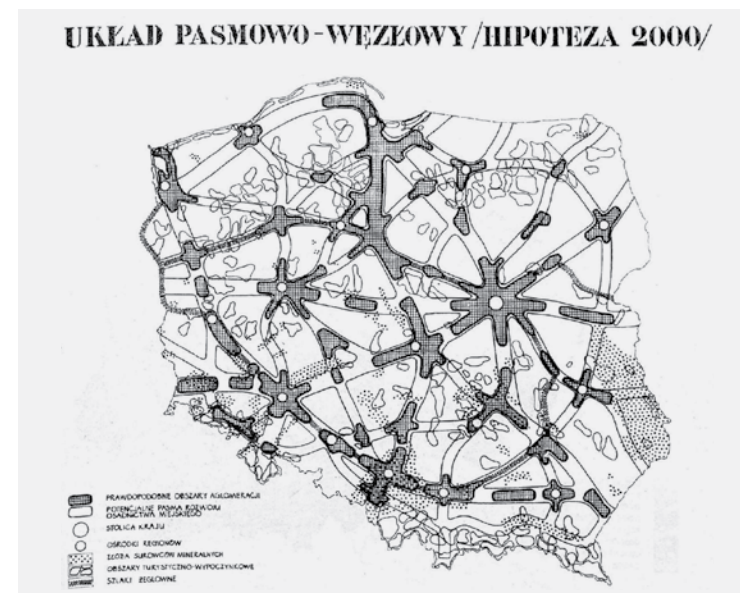 UKŁAD PASMOWO-WĘZŁOWY /HIPOTEZA 2000/
PRAWDOPODOBNE OBSZARY AGLOMERACJI
POTENCJALNE PASMA ROZWOJU
OSADNICTWA WIEJSKIEGO
STOLICA KRAJU
OŚRODKI REGIONÓW
ZŁOŻA SUROWCÓW MINERALNYCH
OBSZARY TURYSTYCZNO-WYPOCZYNKOWE
SZLAKI ŻEGLOWNE